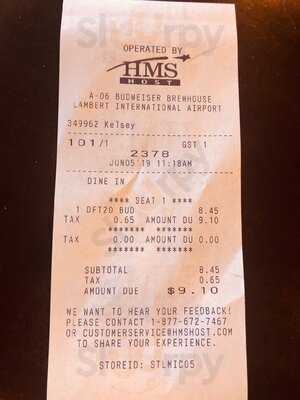 OPERATED BY
HMS
HOST
A-06 BUDWEISER BREWHOUSE
LAMBERT INTERNATIONAL AIRPORT
349962 Kelsey
101/1 GST 1
2378
JUN05'19 11:18AM
DINE IN
**** SEAT 1 ****
1 DFT20 BUD 8.45
TAX 0.65 AMOUNT DU 9.10
******* *******
TAX 0.00 AMOUNT DU 0.00
******* *******
SUBTOTAL 8.45
TAX 0.65
AMOUNT DUE $9.10
WE WANT TO HEAR YOUR FEEDBACK!
PLEASE CONTACT 1-877-672-7467
OR CUSTOMERSERVICE@HMSHOST.COM
TO SHARE YOUR EXPERIENCE.
STOREID: STLMIC05